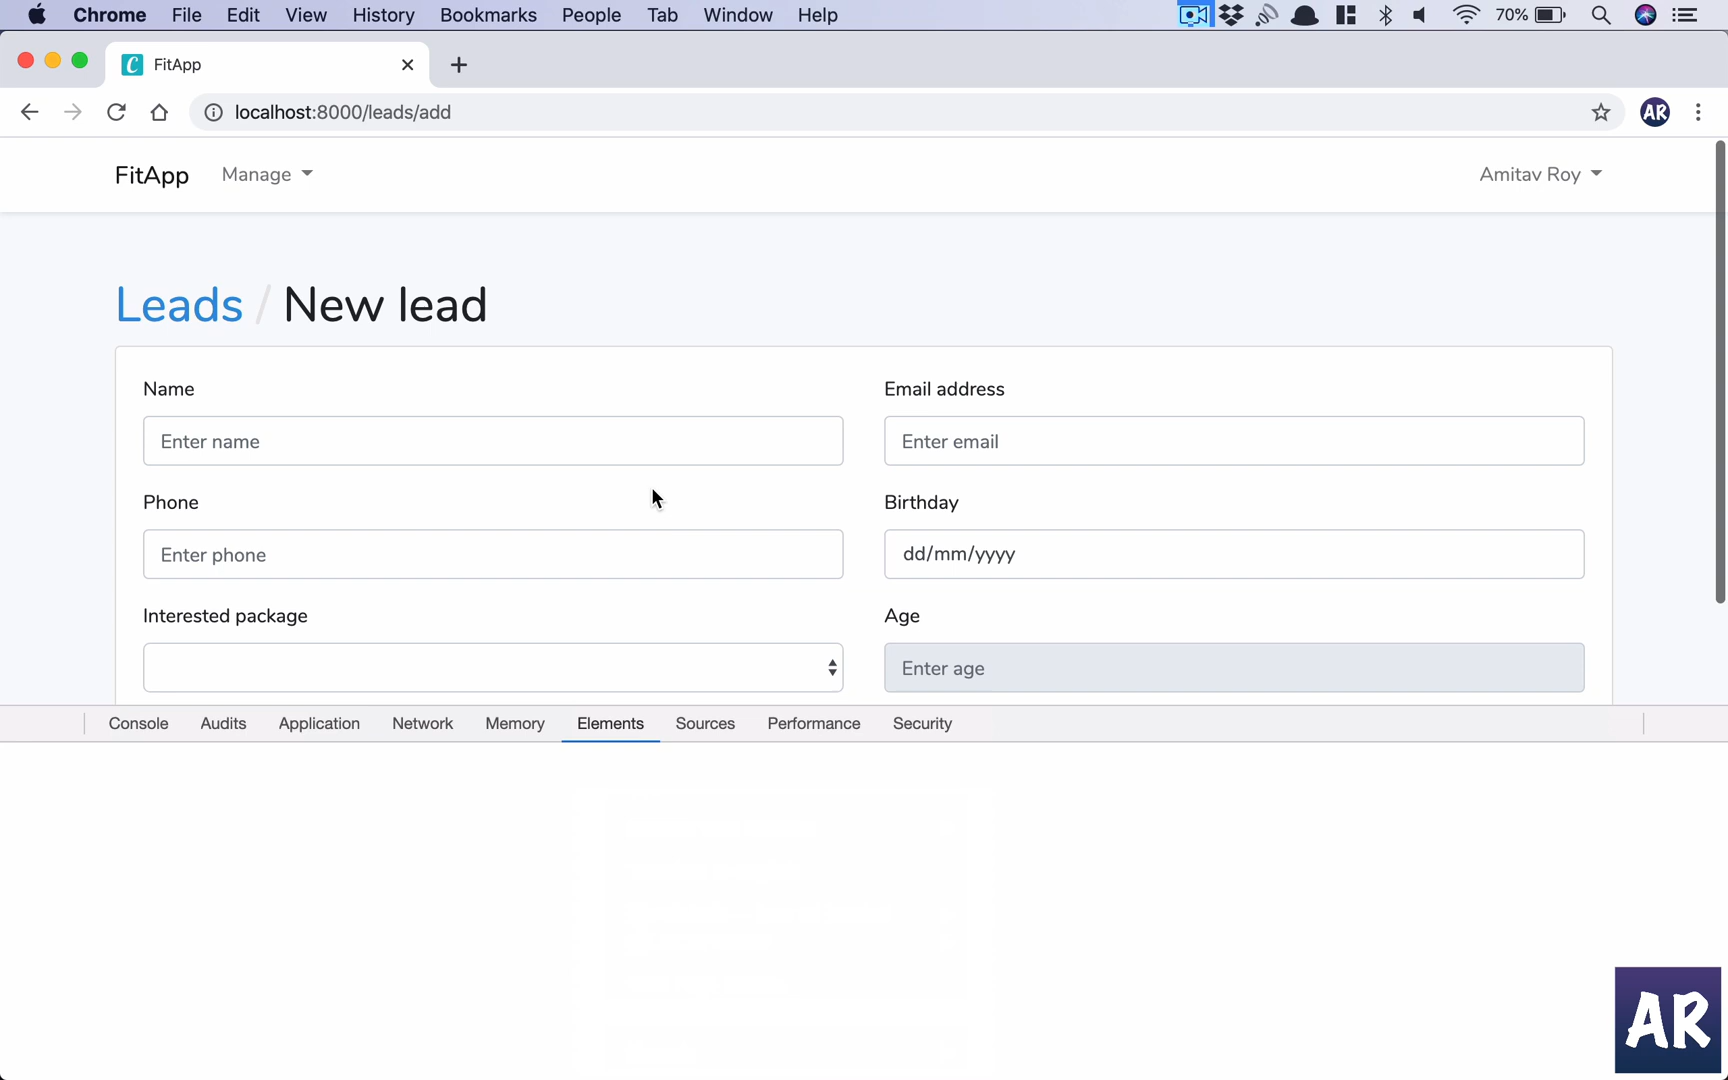 Chrome File Edit View History Bookmarks People Tab Window Help 70%
FitApp
localhost:8000/leads/add AR
FitApp Manage Amitav Roy
Leads / New lead
Name Email address
Enter name Enter email
Phone Birthday
Enter phone dd/mm/yyyy
Interested package Age
Enter age
Console Audits Application Network Memory Elements Sources Performance Security
AR